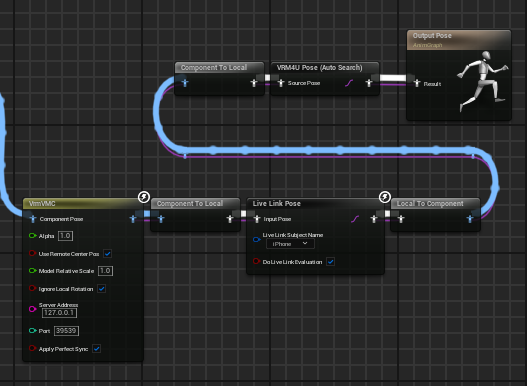 Output Pose
AnimGraph
Component To Local
VRM4U Pose (Auto Search)
Source Pose
Result
VrmVMC
Component To Local
Live Link Pose
Local To Component
Component Pose
Input Pose
Alpha 1.0
Live Link Subject Name
iPhone
Use Remote Center Pos
Do Live Link Evaluation
Model Relative Scale 1.0
Ignore Local Rotation
Server Address
127.0.0.1
Port 39539
Apply Perfect Sync